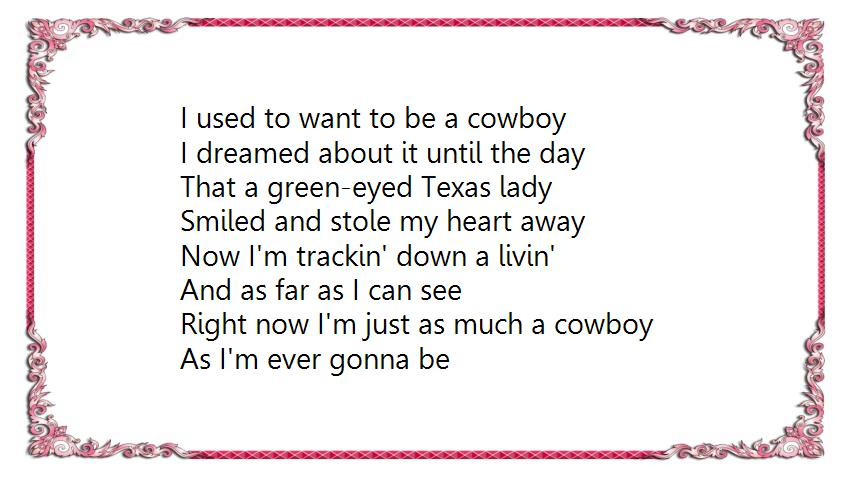 I used to want to be a cowboy
I dreamed about it until the day
That a green-eyed Texas lady
Smiled and stole my heart away
Now I'm trackin' down a livin'
And as far as I can see
Right now I'm just as much a cowboy
As I'm ever gonna be